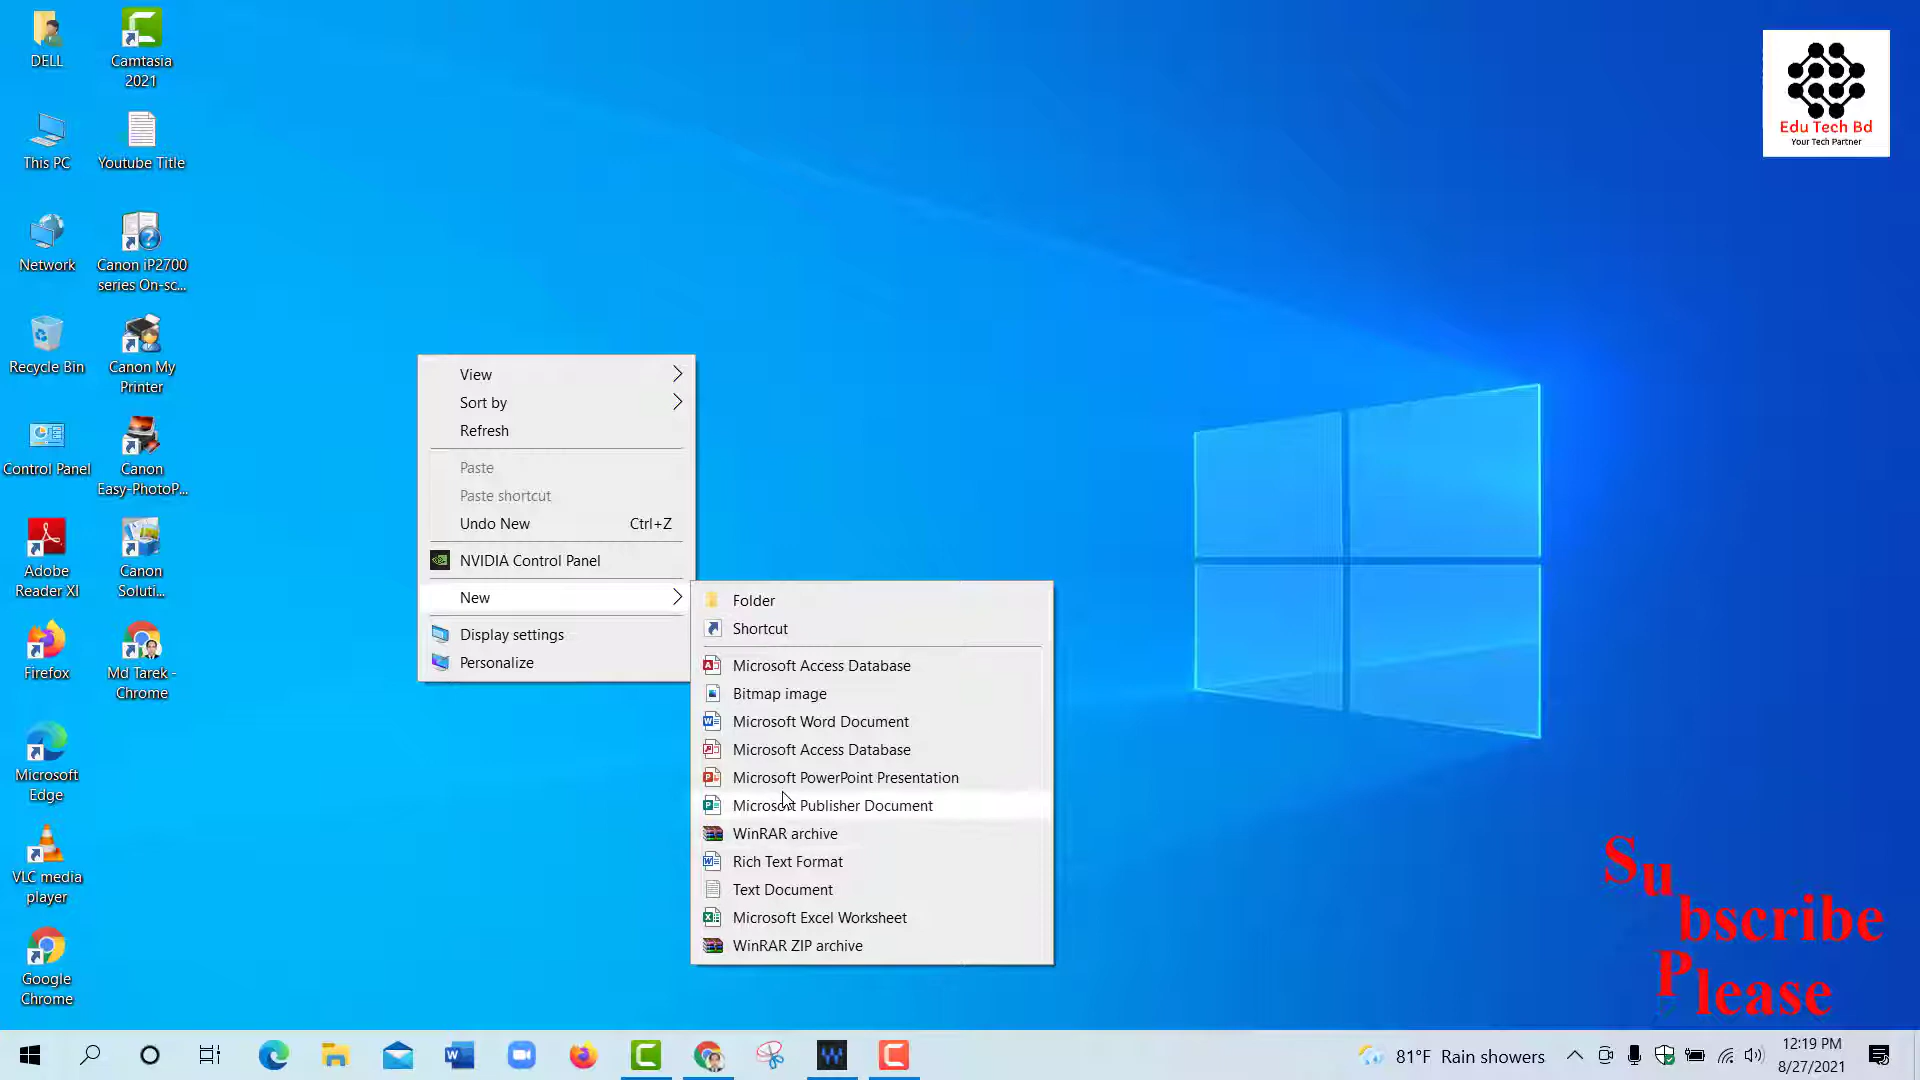 DELL
Camtasia
2021
This PC
Youtube Title
Network
Canon iP2700
series On-sc...
Recycle Bin
Canon My
Printer
Control Panel
Canon
Easy-PhotoP...
Adobe
Reader XI
Canon
Soluti...
Firefox
Md Tarek -
Chrome
Microsoft
Edge
VLC media
player
Google
Chrome
View
Sort by
Refresh
Paste
Paste shortcut
Undo New Ctrl+Z
NVIDIA Control Panel
New
Display settings
Personalize
Folder
Shortcut
Microsoft Access Database
Bitmap image
Microsoft Word Document
Microsoft Access Database
Microsoft PowerPoint Presentation
Microsoft Publisher Document
WinRAR archive
Rich Text Format
Text Document
Microsoft Excel Worksheet
WinRAR ZIP archive
Edu Tech Bd
Your Tech Partner
Subscribe
Please
81°F Rain showers
12:19 PM
8/27/2021